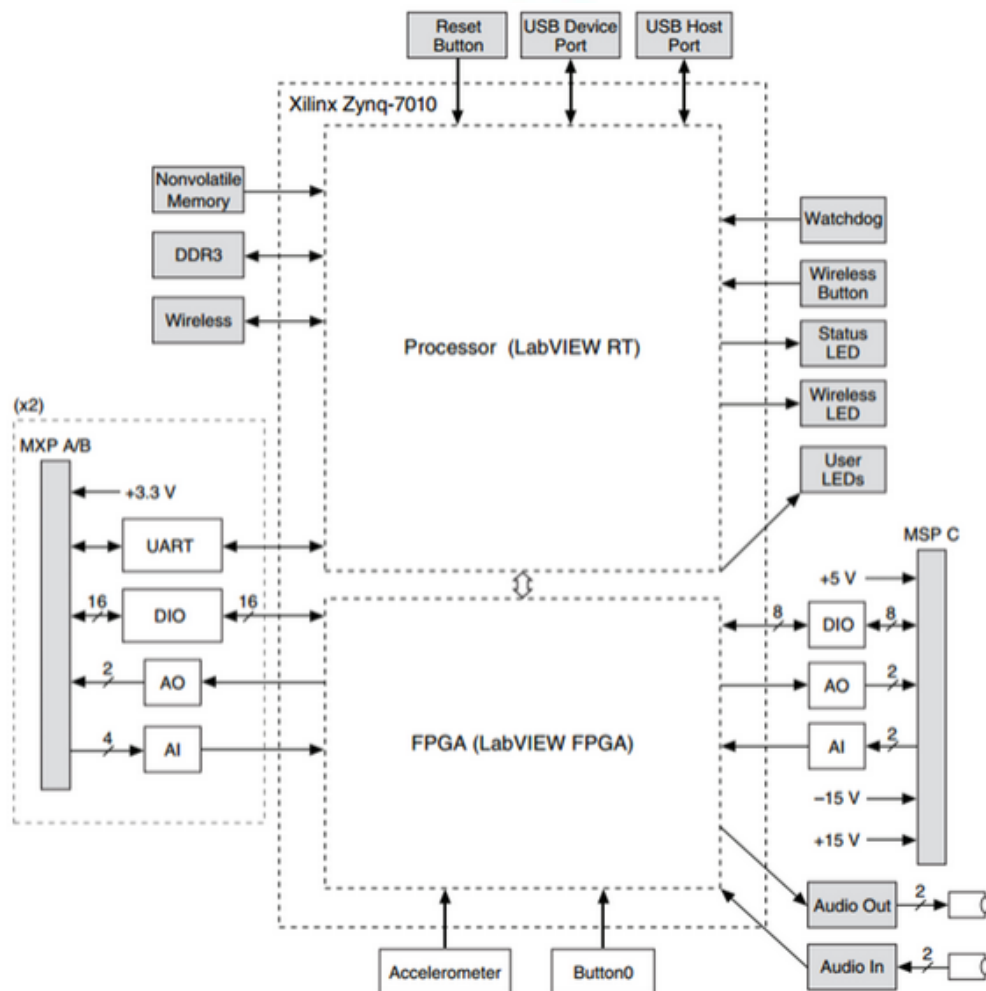 Reset
Button
USB Device
Port
USB Host
Port
Xilinx Zynq-7010
Nonvolatile
Memory
DDR3
Wireless
Processor (LabVIEW RT)
Watchdog
Wireless
Button
Status
LED
Wireless
LED
User
LEDs
(x2)
MXP A/B
+3.3 V
UART
16
DIO
16
2
AO
4
AI
FPGA (LabVIEW FPGA)
MSP C
+5 V
8
DIO
8
AO
2
AI
2
–15 V
+15 V
Audio Out
2
Audio In
2
Accelerometer
Button0